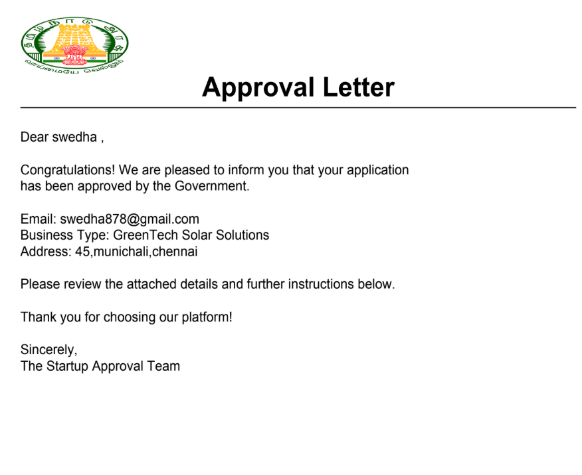 தமிழ்நாடு அரசு
வாய்மையே வெல்லும்
Approval Letter
Dear swedha ,
Congratulations! We are pleased to inform you that your application
has been approved by the Government.
Email: swedha878@gmail.com
Business Type: GreenTech Solar Solutions
Address: 45,munichali,chennai
Please review the attached details and further instructions below.
Thank you for choosing our platform!
Sincerely,
The Startup Approval Team